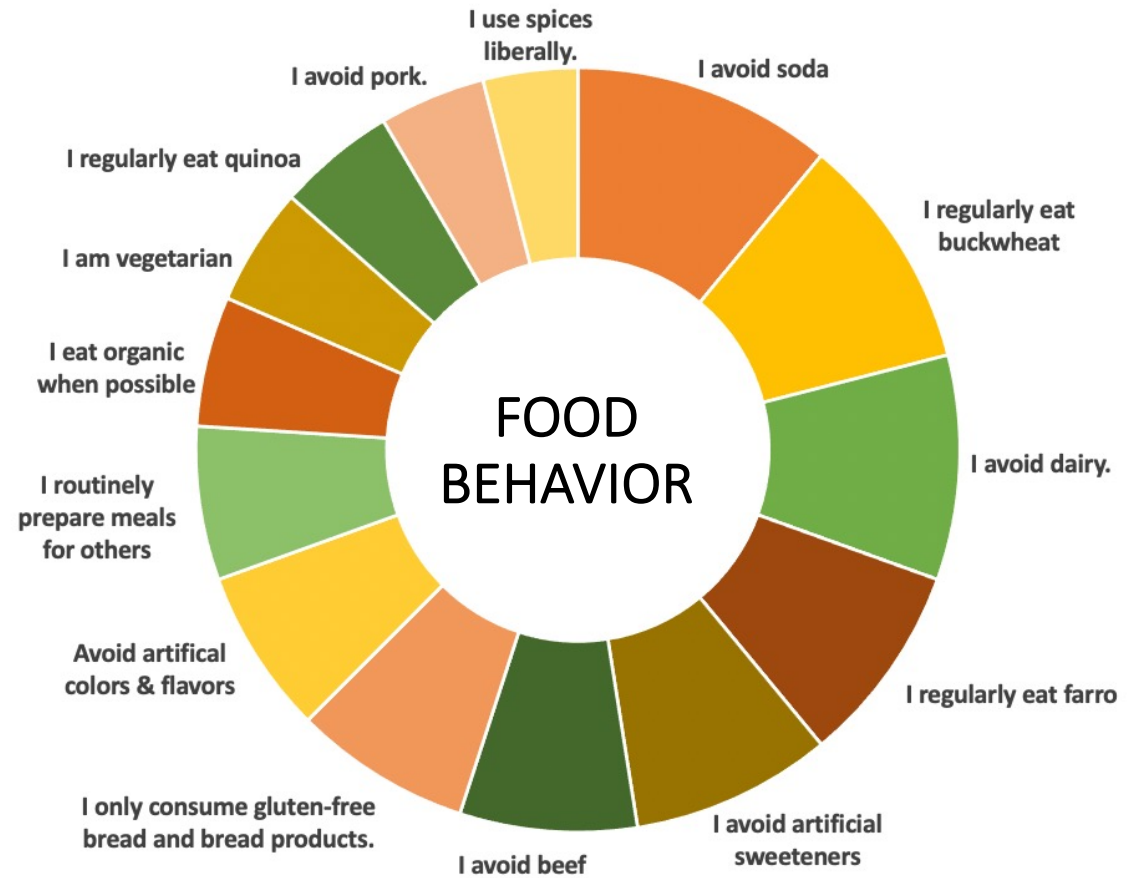 I use spices
liberally.
I avoid soda
I avoid pork.
I regularly eat quinoa
I regularly eat
buckwheat
I am vegetarian
I eat organic
when possible
FOOD
BEHAVIOR
I avoid dairy.
I routinely
prepare meals
for others
Avoid artifical
colors & flavors
I regularly eat farro
I only consume gluten-free
bread and bread products.
I avoid artificial
sweeteners
I avoid beef